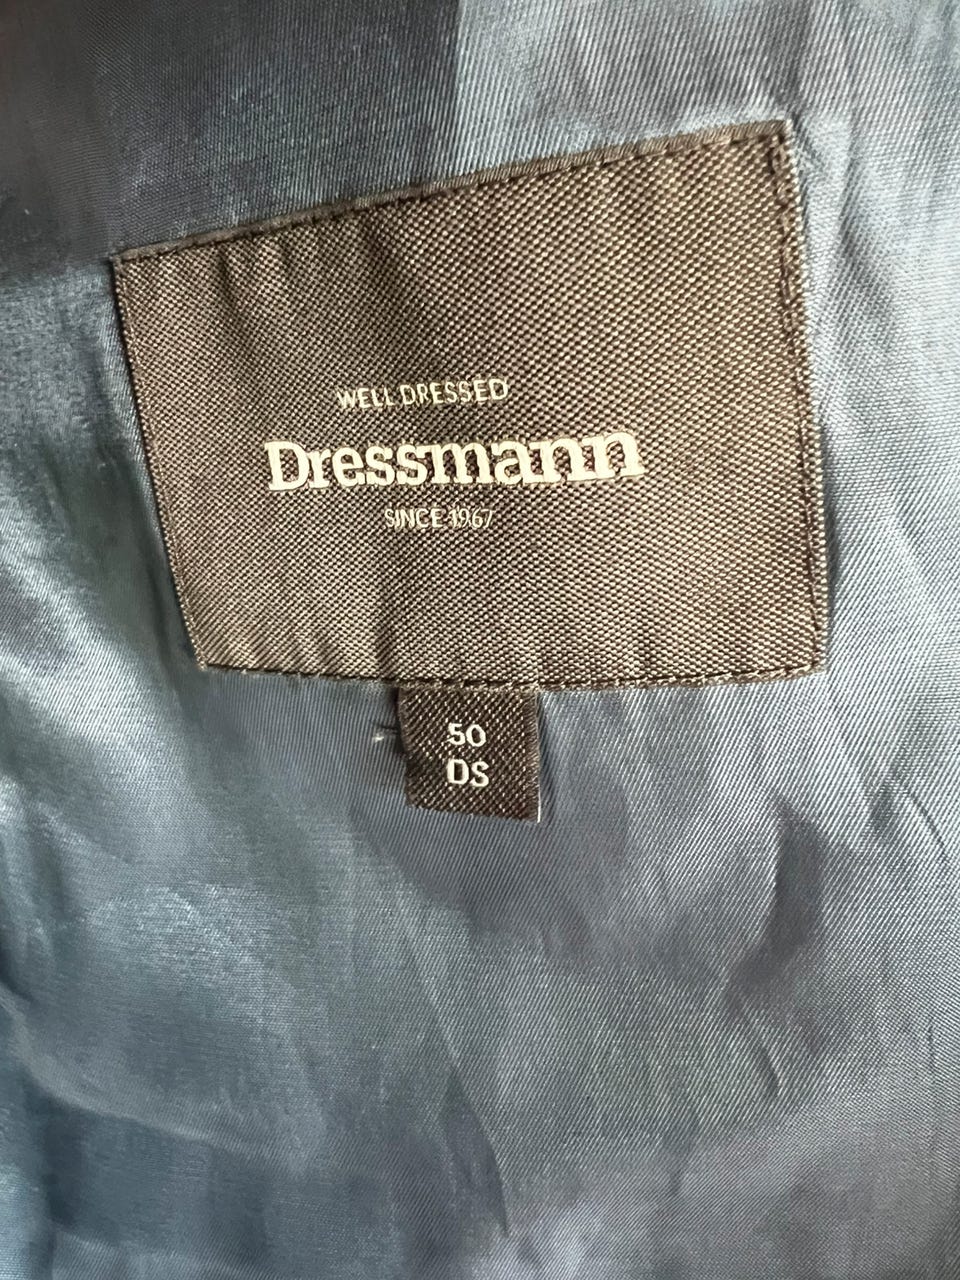 WELL DRESSED
Dressmann
SINCE 1967
50
DS